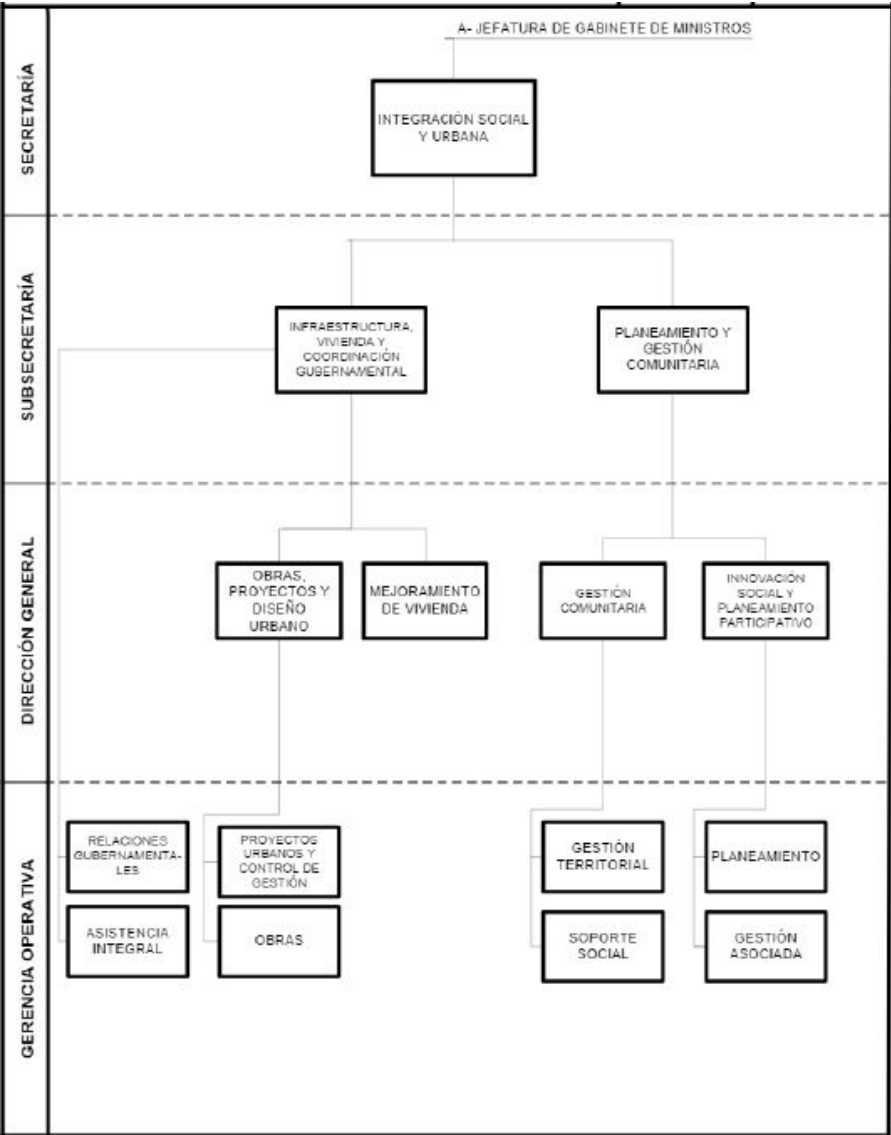 A- JEFATURA DE GABINETE DE MINISTROS
SECRETARÍA
INTEGRACIÓN SOCIAL
Y URBANA
SUBSECRETARÍA
INFRAESTRUCTURA,
VIVIENDA Y
COORDINACIÓN
GUBERNAMENTAL
PLANEAMIENTO Y
GESTIÓN
COMUNITARIA
DIRECCIÓN GENERAL
OBRAS,
PROYECTOS Y
DISEÑO
URBANO
MEJORAMIENTO
DE VIVIENDA
GESTIÓN
COMUNITARIA
INNOVACIÓN
SOCIAL Y
PLANEAMIENTO
PARTICIPATIVO
GERENCIA OPERATIVA
RELACIONES
GUBERNAMENTA-
LES
PROYECTOS
URBANOS Y
CONTROL DE
GESTIÓN
GESTIÓN
TERRITORIAL
PLANEAMIENTO
ASISTENCIA
INTEGRAL
OBRAS
SOPORTE
SOCIAL
GESTIÓN
ASOCIADA